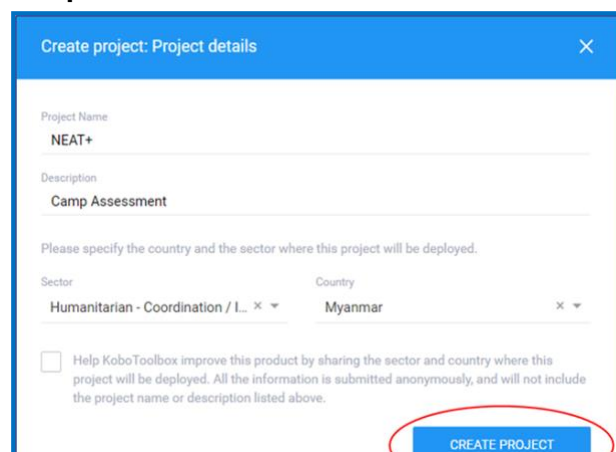 Create project: Project details
Project Name
NEAT+
Description
Camp Assessment
Please specify the country and the sector where this project will be deployed.
Sector
Country
Humanitarian - Coordination / I...
Myanmar
Help KoboToolbox improve this product by sharing the sector and country where this
project will be deployed. All the information is submitted anonymously, and will not include
the project name or description listed above.
CREATE PROJECT